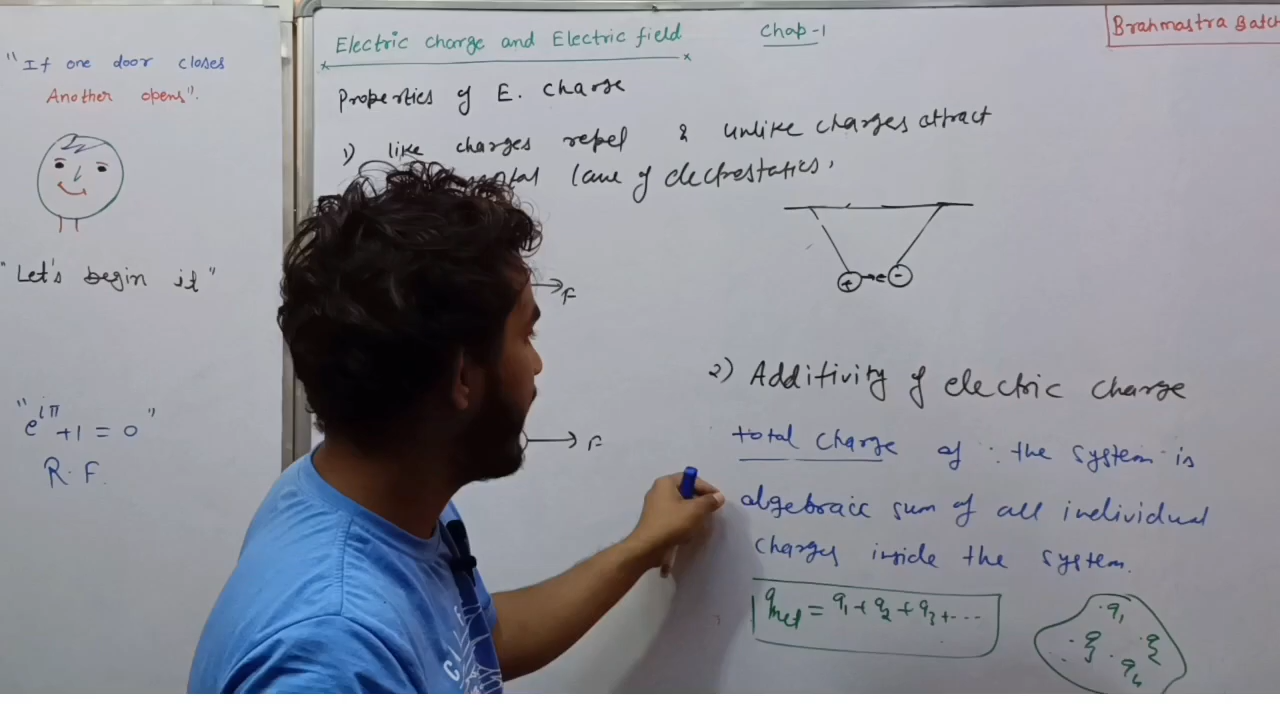 "If one door closes
Another opens".
"Let's begin it"
"e^iπ + 1 = 0"
R. F.
Electric charge and Electric field
Chap-1
Brahmastra Batch
Properties of E. Charge
1) like charges repel & unlike charges attract
law of electrostatics.
F
+ -
F
2) Additivity of electric charge
total charge of the system is
algebraic sum of all individual
charges inside the system.
q_net = q1 + q2 + q3 + ...
q1
q4